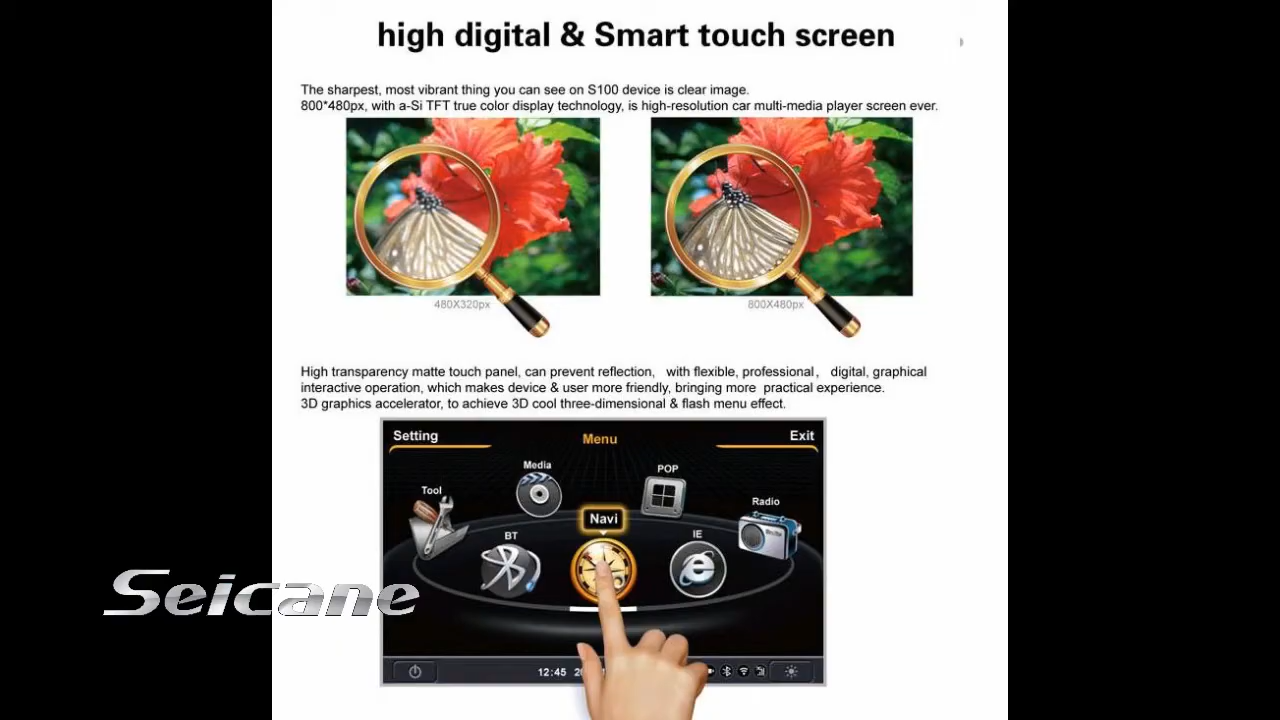 high digital & Smart touch screen
The sharpest, most vibrant thing you can see on S100 device is clear image.
800*480px, with a-Si TFT true color display technology, is high-resolution car multi-media player screen ever.
480X320px
800X480px
High transparency matte touch panel, can prevent reflection, with flexible, professional, digital, graphical
interactive operation, which makes device & user more friendly, bringing more practical experience.
3D graphics accelerator, to achieve 3D cool three-dimensional & flash menu effect.
Setting
Menu
Exit
Media
POP
Tool
Radio
Navi
BT
IE
Seicane
12:45